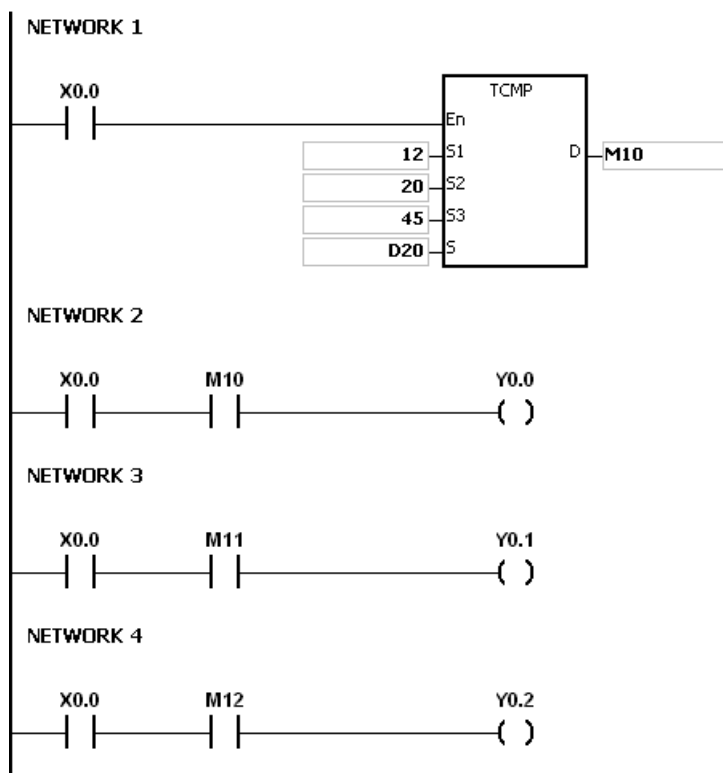 NETWORK 1
X0.0
TCMP
En
12 S1 D M10
20 S2
45 S3
D20 S
NETWORK 2
X0.0 M10 Y0.0
NETWORK 3
X0.0 M11 Y0.1
NETWORK 4
X0.0 M12 Y0.2